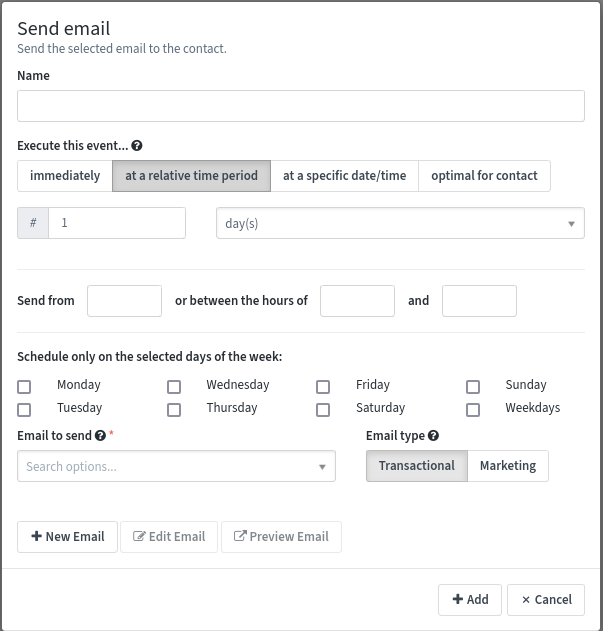 Send email
Send the selected email to the contact.
Name
Execute this event...
immediately at a relative time period at a specific date/time optimal for contact
# 1 day(s)
Send from or between the hours of and
Schedule only on the selected days of the week:
Monday Wednesday Friday Sunday
Tuesday Thursday Saturday Weekdays
Email to send * Email type
Search options... Transactional Marketing
New Email Edit Email Preview Email
Add × Cancel